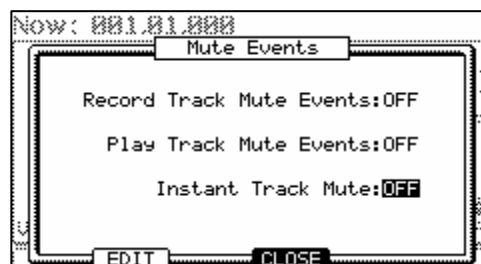 Now: 001.01.000
Mute Events
Record Track Mute Events:OFF
Play Track Mute Events:OFF
Instant Track Mute:OFF
EDIT CLOSE